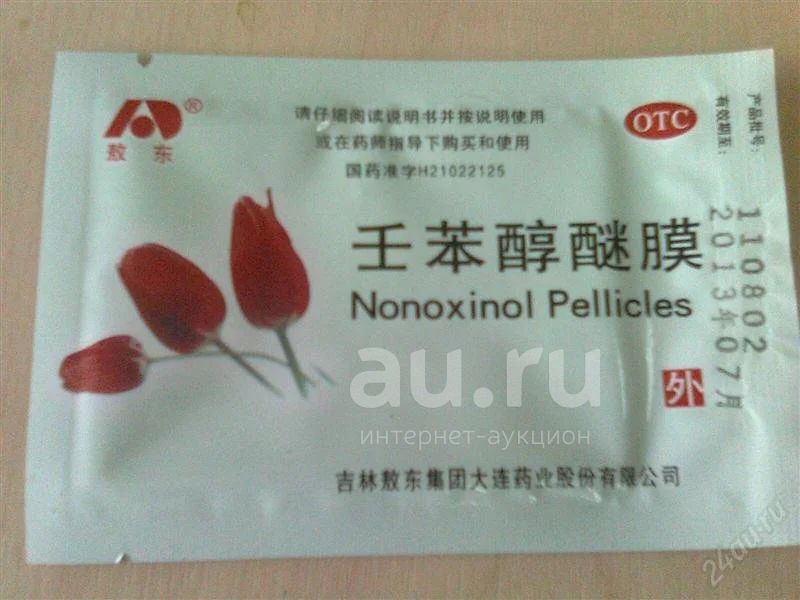 敖东
®
请仔细阅读说明书并按说明使用
或在药师指导下购买和使用
国药准字H21022125
OTC
产品批号:
有效期至:
110802
2013年07月
壬苯醇醚膜
Nonoxinol Pellicles
au.ru
интернет-аукцион
外
吉林敖东集团大连药业股份有限公司
24au.ru